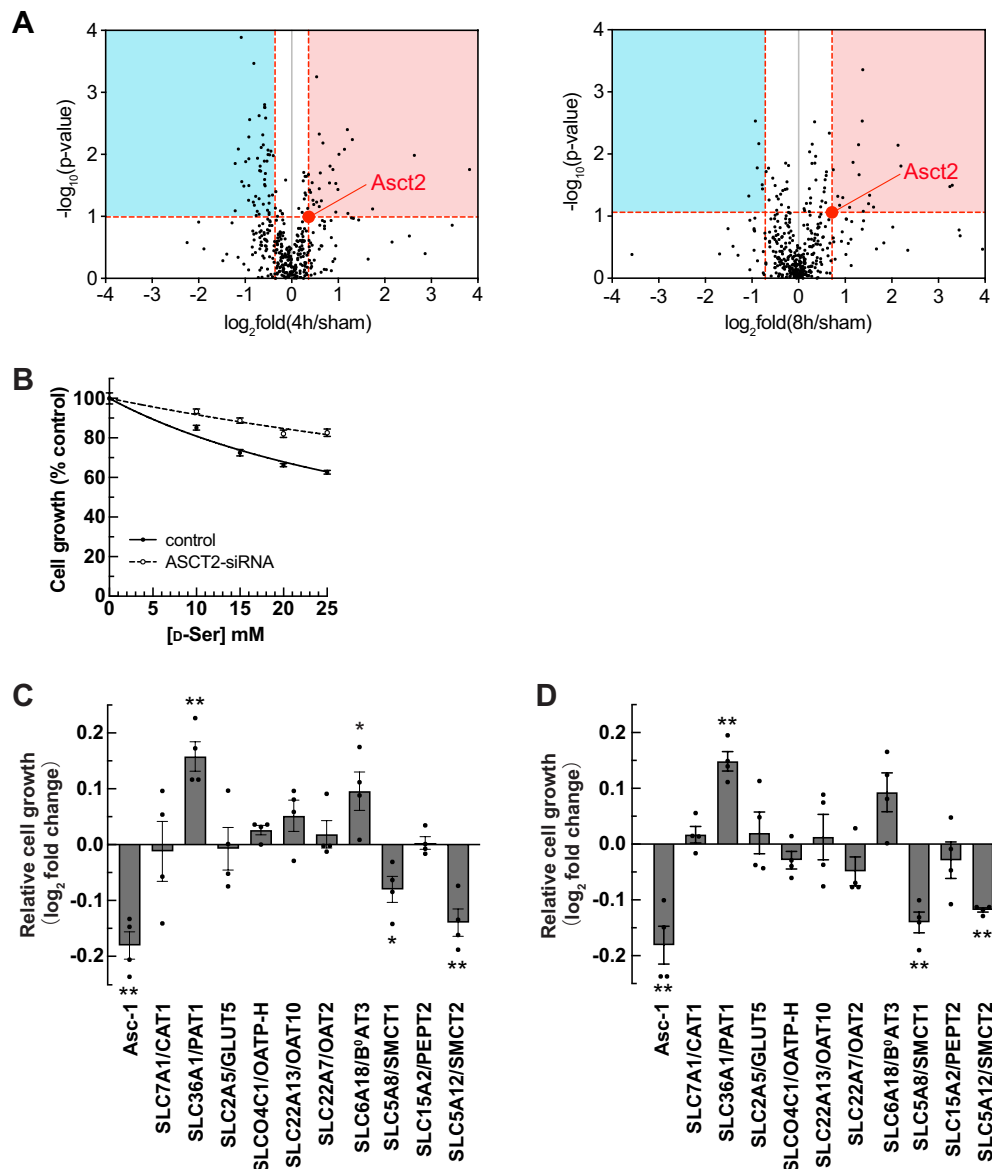 A
4
3
2
1
0
-log10(p-value)
Asct2
-4 -3 -2 -1 0 1 2 3 4
log2fold(4h/sham)
4
3
2
1
0
-log10(p-value)
Asct2
-4 -3 -2 -1 0 1 2 3 4
log2fold(8h/sham)
B
100
80
60
40
20
0
Cell growth (% control)
control
ASCT2-siRNA
0 5 10 15 20 25
[D-Ser] mM
C
0.2
0.1
0.0
-0.1
-0.2
Relative cell growth
(log2 fold change)
** ** * * **
Asc-1
SLC7A1/CAT1
SLC36A1/PAT1
SLC2A5/GLUT5
SLCO4C1/OATP-H
SLC22A13/OAT10
SLC22A7/OAT2
SLC6A18/B⁰AT3
SLC5A8/SMCT1
SLC15A2/PEPT2
SLC5A12/SMCT2
D
0.2
0.1
0.0
-0.1
-0.2
Relative cell growth
(log2 fold change)
** ** ** **
Asc-1
SLC7A1/CAT1
SLC36A1/PAT1
SLC2A5/GLUT5
SLCO4C1/OATP-H
SLC22A13/OAT10
SLC22A7/OAT2
SLC6A18/B⁰AT3
SLC5A8/SMCT1
SLC15A2/PEPT2
SLC5A12/SMCT2